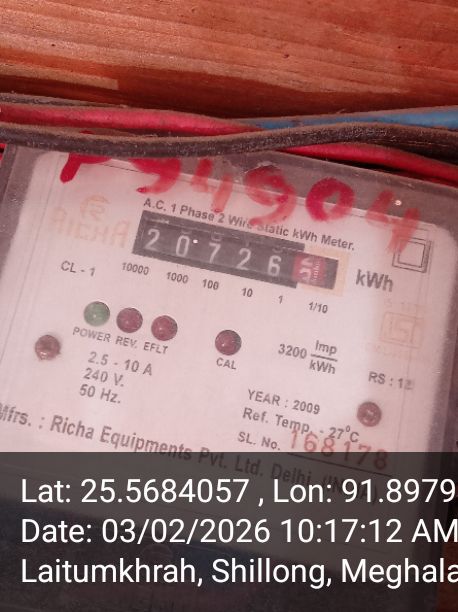 P94904
A.C. 1 Phase 2 Wire Static kWh Meter.
20726
kWh
CL - 1
10000 1000 100 10 1 1/10
POWER REV. EFLT
CAL
3200 Imp/kWh
2.5 - 10 A
240 V.
50 Hz.
RS : 12
YEAR : 2009
Ref. Temp. - 27°C
SL. No. 168178
Mfrs. : Richa Equipments Pvt. Ltd. Delhi (INDIA)
Lat: 25.5684057 , Lon: 91.8979
Date: 03/02/2026 10:17:12 AM
Laitumkhrah, Shillong, Meghala